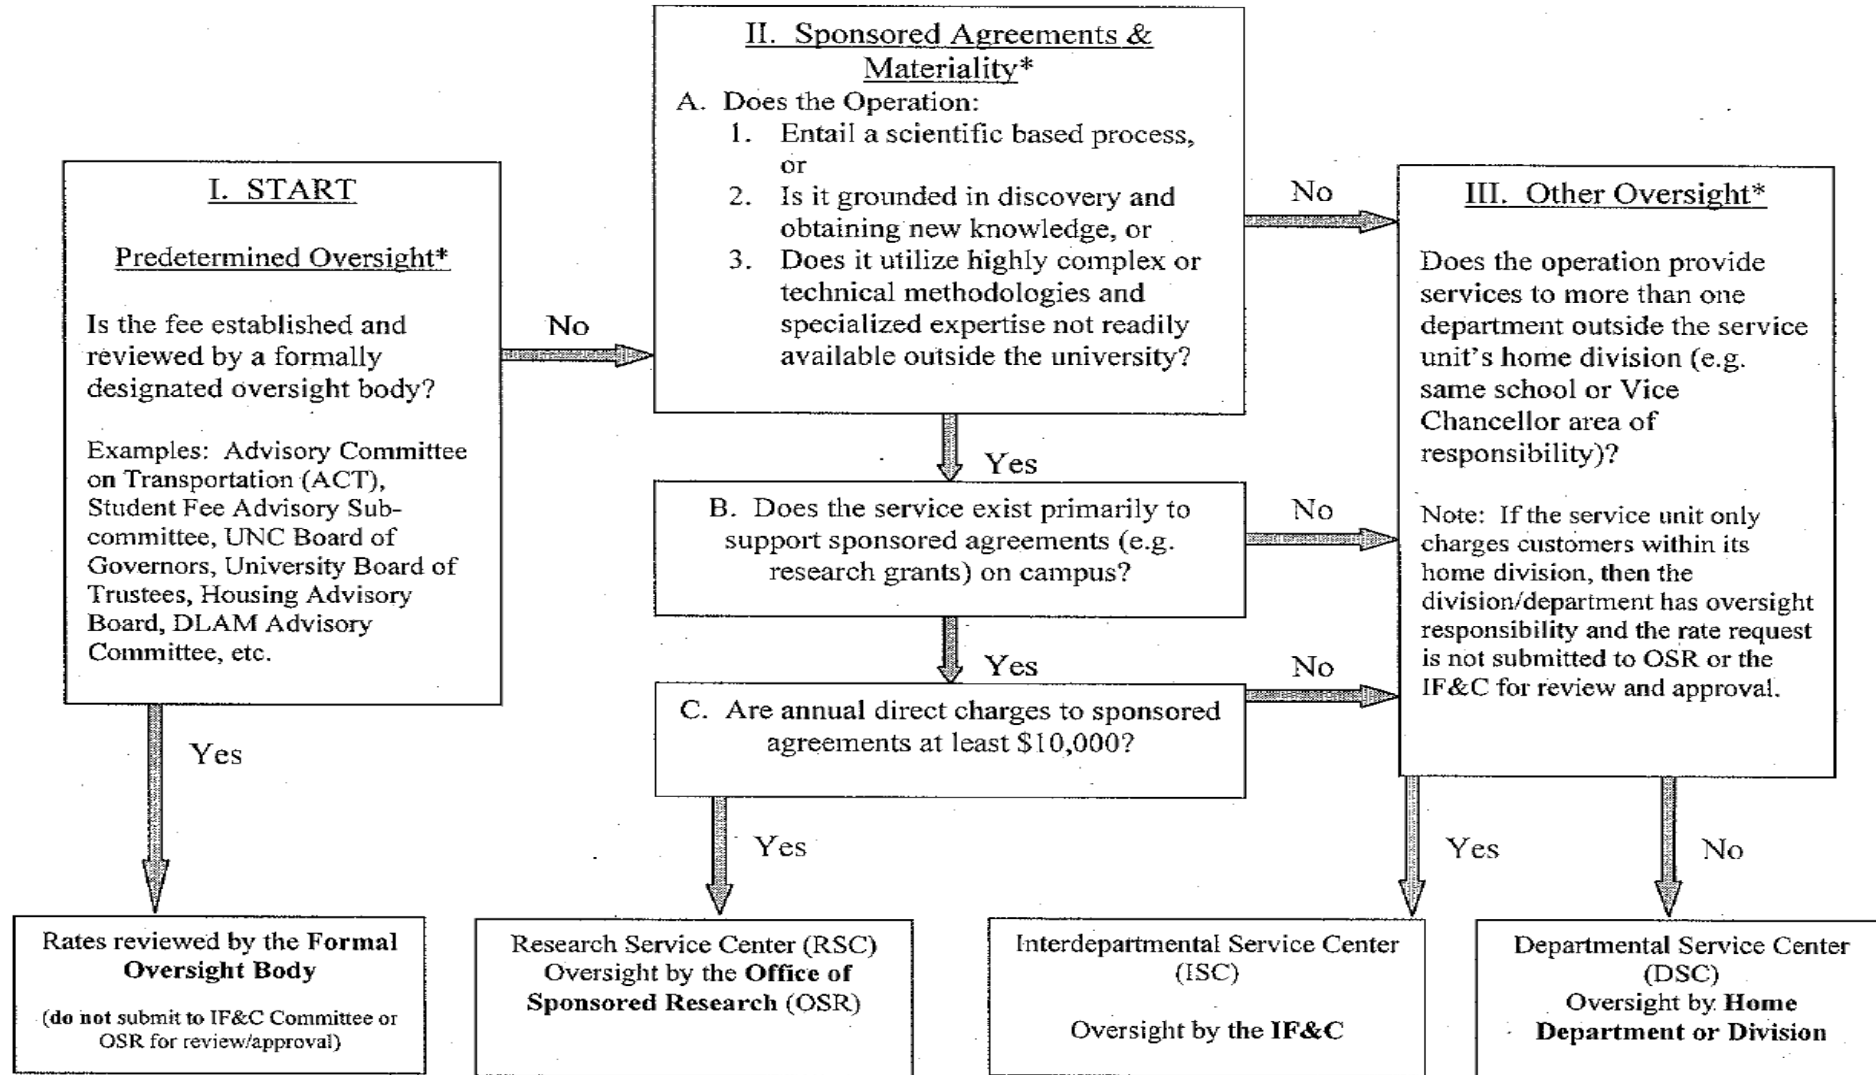 I. START
Predetermined Oversight*
Is the fee established and
reviewed by a formally
designated oversight body?
Examples: Advisory Committee
on Transportation (ACT),
Student Fee Advisory Sub-
committee, UNC Board of
Governors, University Board of
Trustees, Housing Advisory
Board, DLAM Advisory
Committee, etc.
No
Yes
II. Sponsored Agreements &
Materiality*
A. Does the Operation:
1. Entail a scientific based process,
or
2. Is it grounded in discovery and
obtaining new knowledge, or
3. Does it utilize highly complex or
technical methodologies and
specialized expertise not readily
available outside the university?
No
Yes
B. Does the service exist primarily to
support sponsored agreements (e.g.
research grants) on campus?
No
Yes
C. Are annual direct charges to sponsored
agreements at least $10,000?
No
Yes
III. Other Oversight*
Does the operation provide
services to more than one
department outside the service
unit's home division (e.g.
same school or Vice
Chancellor area of
responsibility)?
Note: If the service unit only
charges customers within its
home division, then the
division/department has oversight
responsibility and the rate request
is not submitted to OSR or the
IF&C for review and approval.
Yes
No
Rates reviewed by the Formal
Oversight Body
(do not submit to IF&C Committee or
OSR for review/approval)
Research Service Center (RSC)
Oversight by the Office of
Sponsored Research (OSR)
Interdepartmental Service Center
(ISC)
Oversight by the IF&C
Departmental Service Center
(DSC)
Oversight by Home
Department or Division